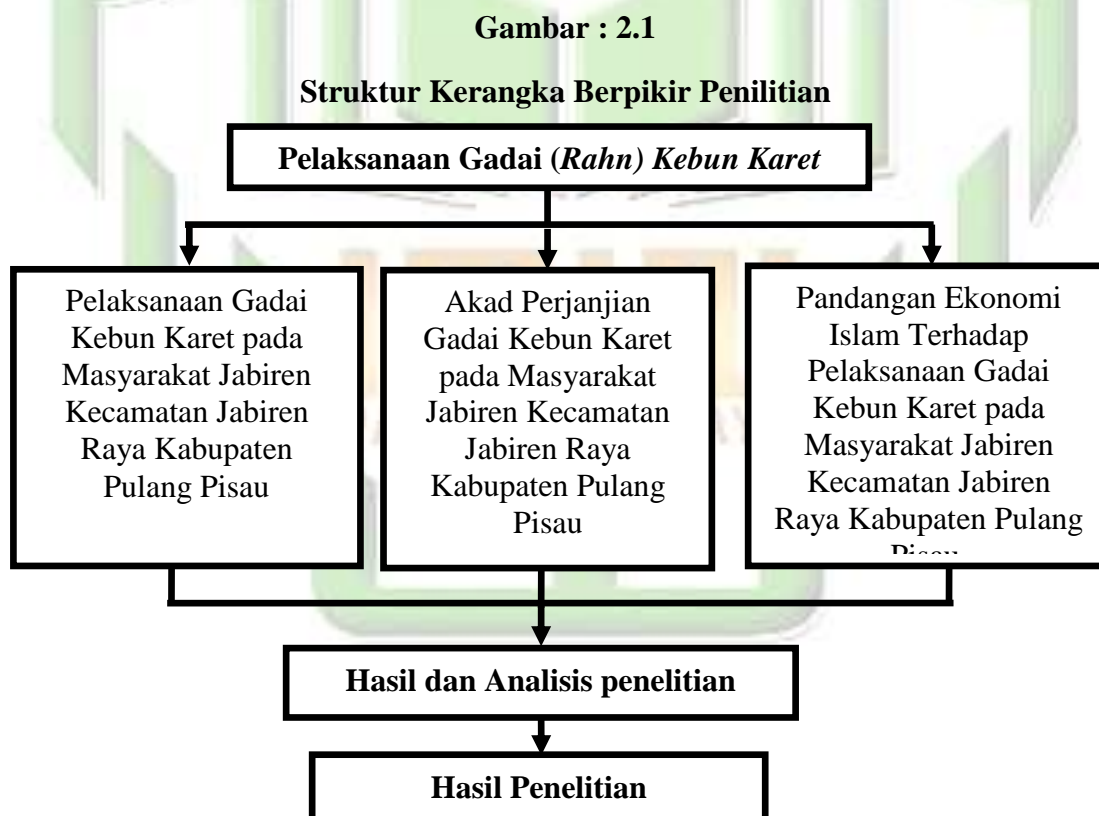 Gambar : 2.1
Struktur Kerangka Berpikir Penilitian
Pelaksanaan Gadai (Rahn) Kebun Karet
Pelaksanaan Gadai
Kebun Karet pada
Masyarakat Jabiren
Kecamatan Jabiren
Raya Kabupaten
Pulang Pisau
Akad Perjanjian
Gadai Kebun Karet
pada Masyarakat
Jabiren Kecamatan
Jabiren Raya
Kabupaten Pulang
Pisau
Pandangan Ekonomi
Islam Terhadap
Pelaksanaan Gadai
Kebun Karet pada
Masyarakat Jabiren
Kecamatan Jabiren
Raya Kabupaten Pulang
Pisau
Hasil dan Analisis penelitian
Hasil Penelitian